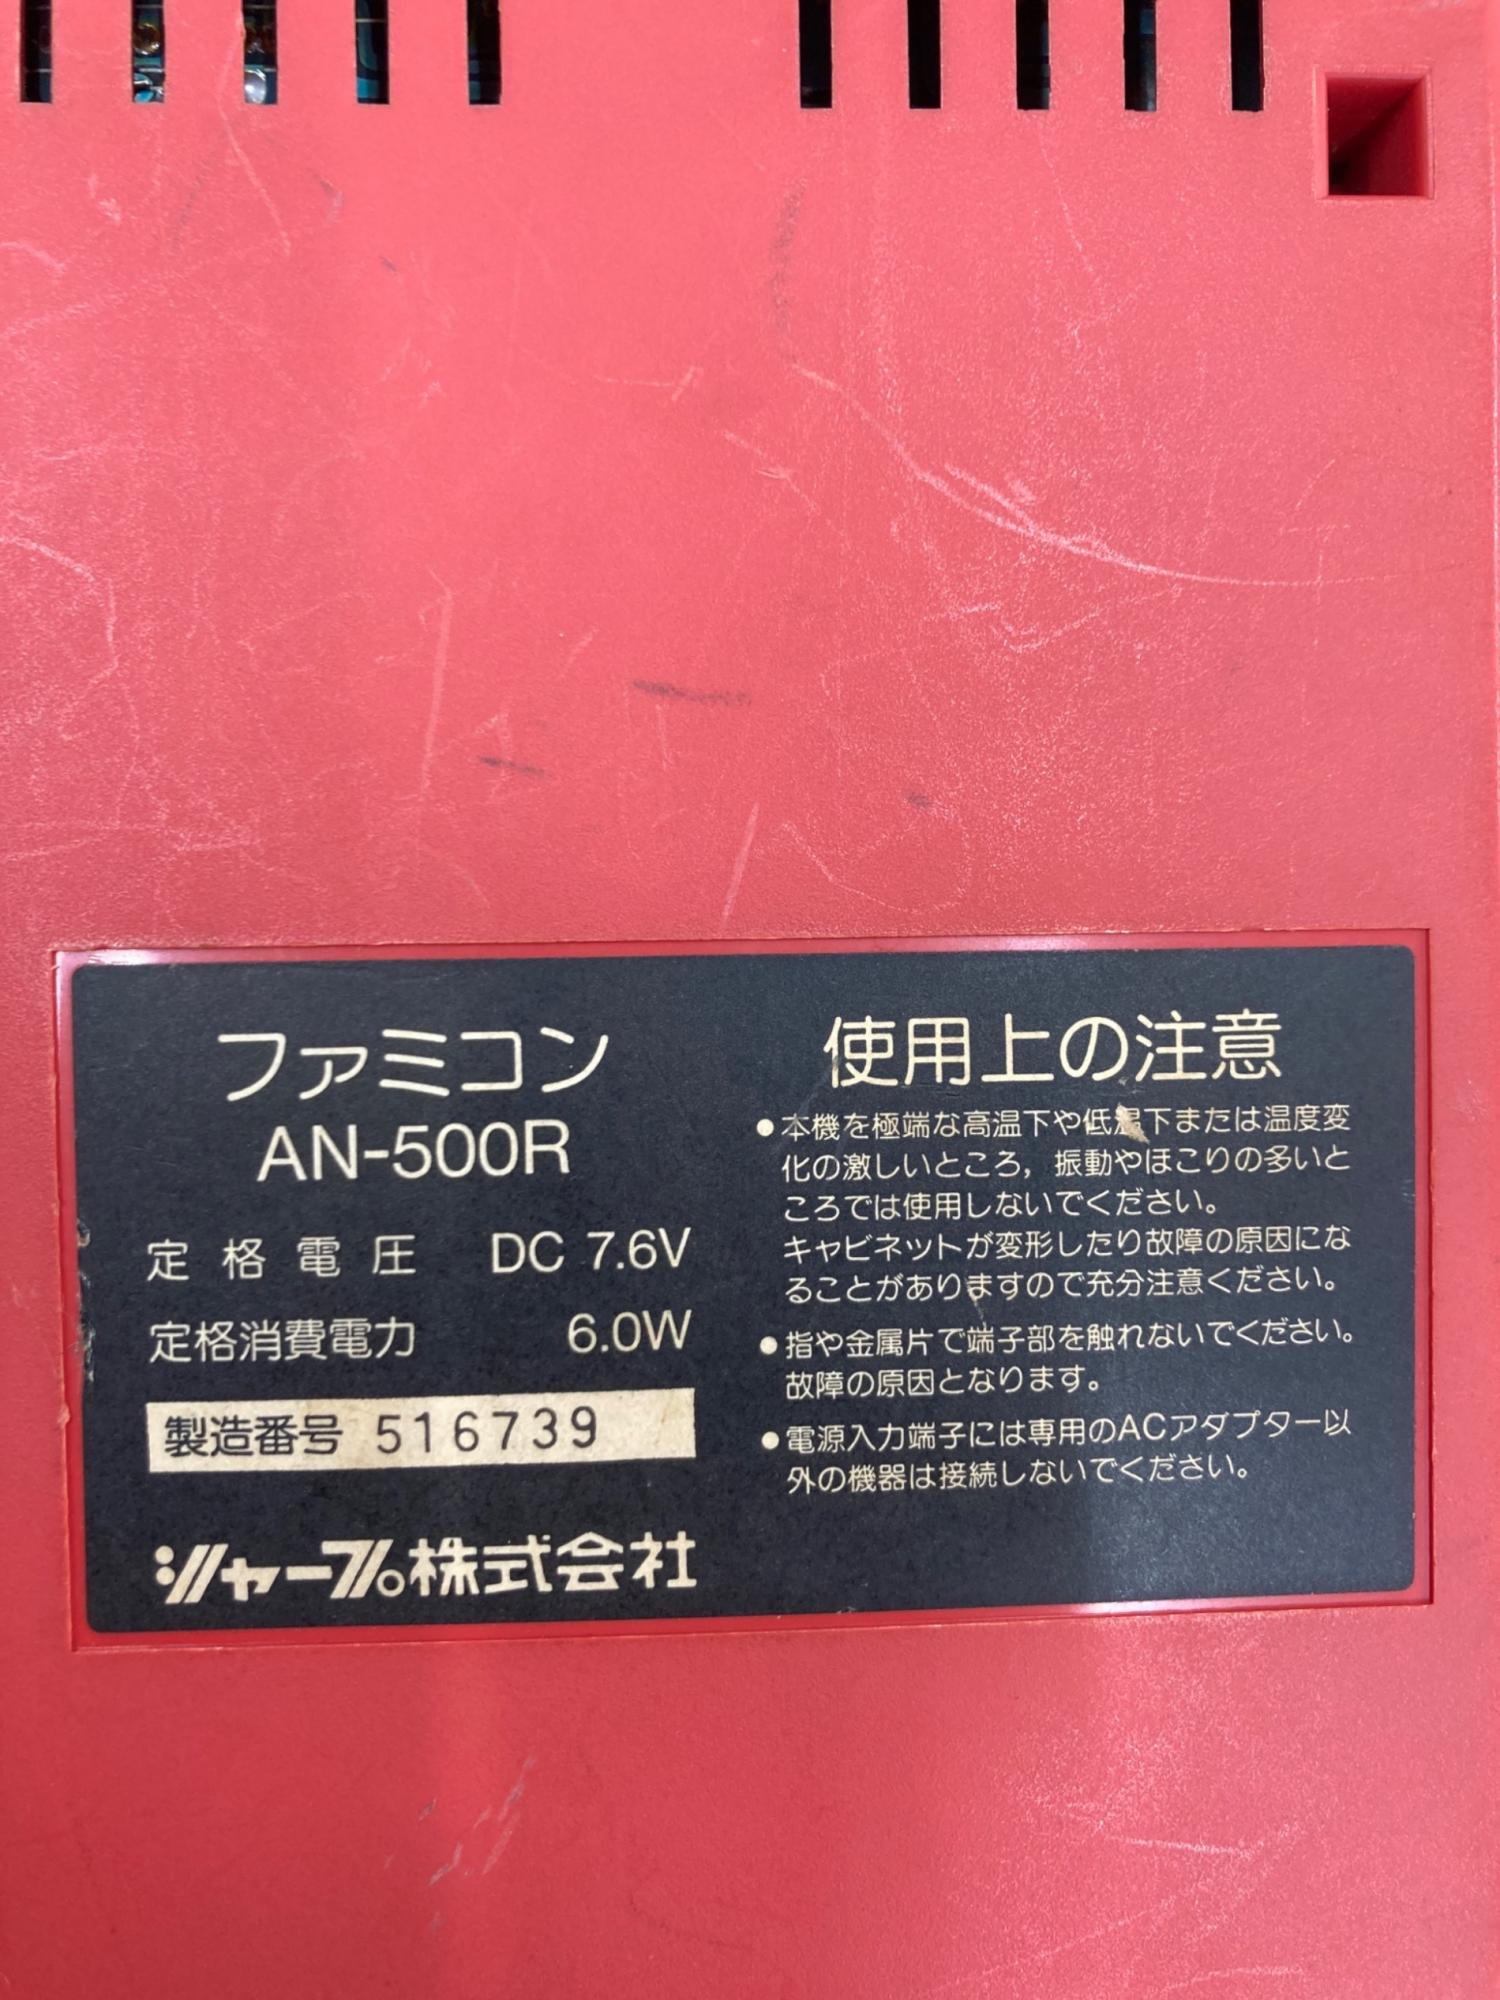 ファミコン
AN-500R
定格電圧 DC 7.6V
定格消費電力 6.0W
製造番号 516739
シャープ株式会社
使用上の注意
●本機を極端な高温下や低温下または温度変
化の激しいところ，振動やほこりの多いと
ころでは使用しないでください。
キャビネットが変形したり故障の原因にな
ることがありますので充分注意ください。
●指や金属片で端子部を触れないでください。
故障の原因となります。
●電源入力端子には専用のACアダプター以
外の機器は接続しないでください。